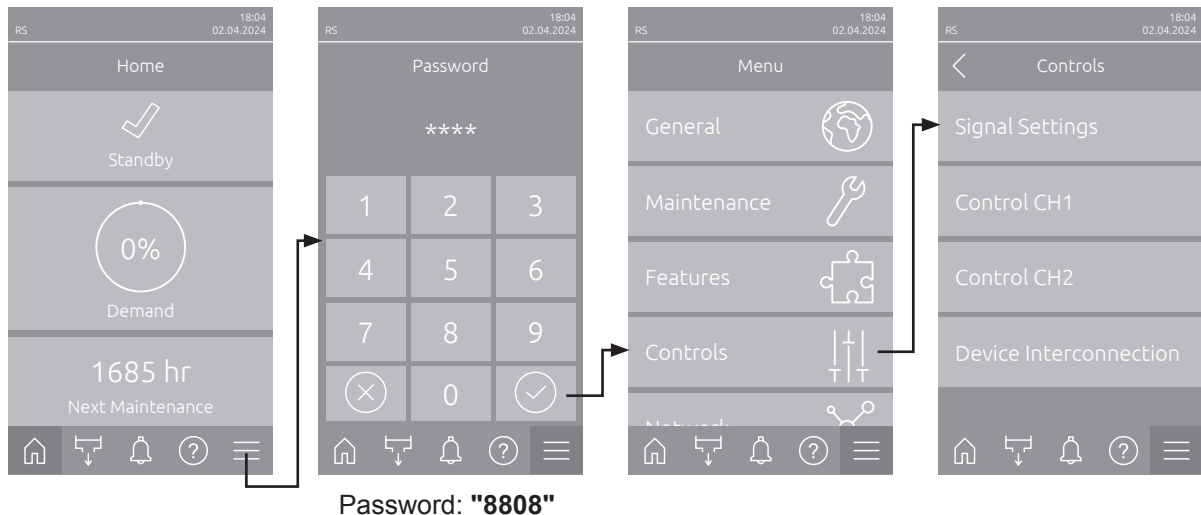 18:04
RS 02.04.2024
Home
Standby
0%
Demand
1685 hr
Next Maintenance
?
18:04
RS 02.04.2024
Password
****
1 2 3
4 5 6
7 8 9
0
?
Password: "8808"
18:04
RS 02.04.2024
Menu
General
Maintenance
Features
Controls
Network
?
18:04
RS 02.04.2024
Controls
Signal Settings
Control CH1
Control CH2
Device Interconnection
?